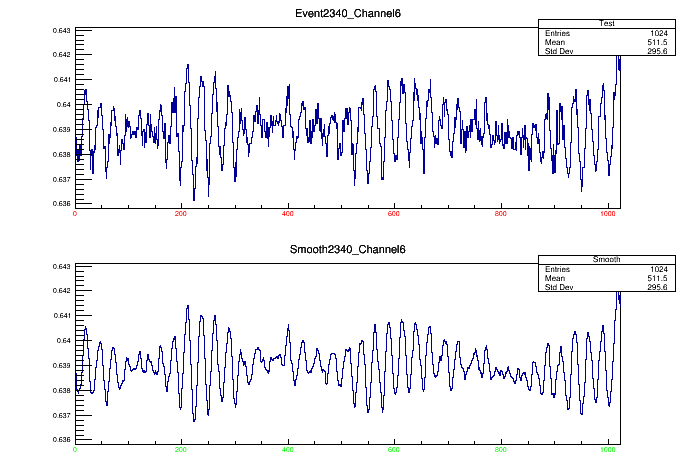 Event2340_Channel6
Test
Entries 1024
Mean 511.5
Std Dev 295.6
0.643
0.642
0.641
0.64
0.639
0.638
0.637
0.636
0 200 400 600 800 1000
Smooth2340_Channel6
Smooth
Entries 1024
Mean 511.5
Std Dev 295.6
0.643
0.642
0.641
0.64
0.639
0.638
0.637
0.636
0 200 400 600 800 1000